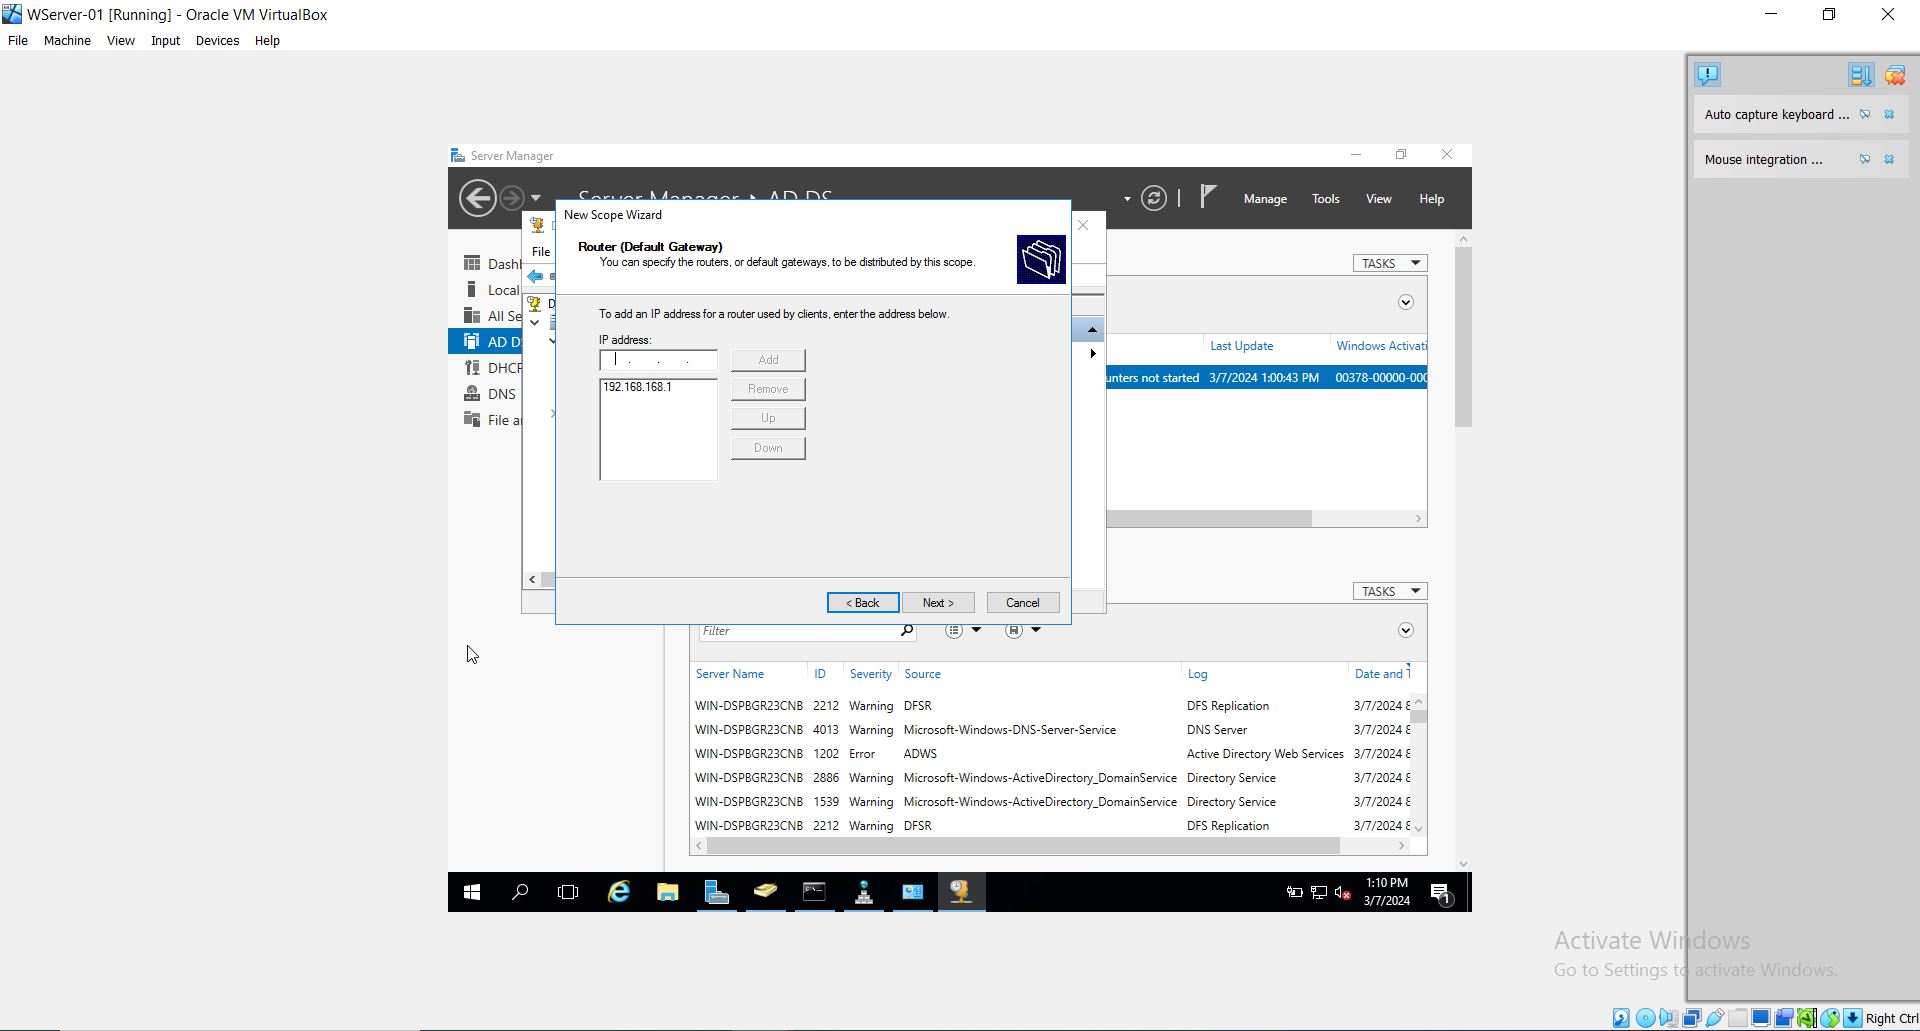 WServer-01 [Running] - Oracle VM VirtualBox
File Machine View Input Devices Help
Auto capture keyboard ...
Mouse integration ...
Server Manager
Server Manager ▸ AD DS
Manage Tools View Help
New Scope Wizard
File
Router (Default Gateway)
You can specify the routers, or default gateways, to be distributed by this scope.
Local
All Se
AD D
DHCP
DNS
File a
D
To add an IP address for a router used by clients, enter the address below.
IP address:
. . .
Add
192.168.168.1
Remove
Up
Down
< Back Next > Cancel
TASKS
Last Update Windows Activati
unters not started 3/7/2024 1:00:43 PM 00378-00000-000
TASKS
Filter
Server Name ID Severity Source Log Date and T
WIN-DSPBGR23CNB 2212 Warning DFSR DFS Replication 3/7/2024 8
WIN-DSPBGR23CNB 4013 Warning Microsoft-Windows-DNS-Server-Service DNS Server 3/7/2024 8
WIN-DSPBGR23CNB 1202 Error ADWS Active Directory Web Services 3/7/2024 8
WIN-DSPBGR23CNB 2886 Warning Microsoft-Windows-ActiveDirectory_DomainService Directory Service 3/7/2024 8
WIN-DSPBGR23CNB 1539 Warning Microsoft-Windows-ActiveDirectory_DomainService Directory Service 3/7/2024 8
WIN-DSPBGR23CNB 2212 Warning DFSR DFS Replication 3/7/2024 8
1:10 PM
3/7/2024
1
Activate Windows
Go to Settings to activate Windows.
Right Ctrl